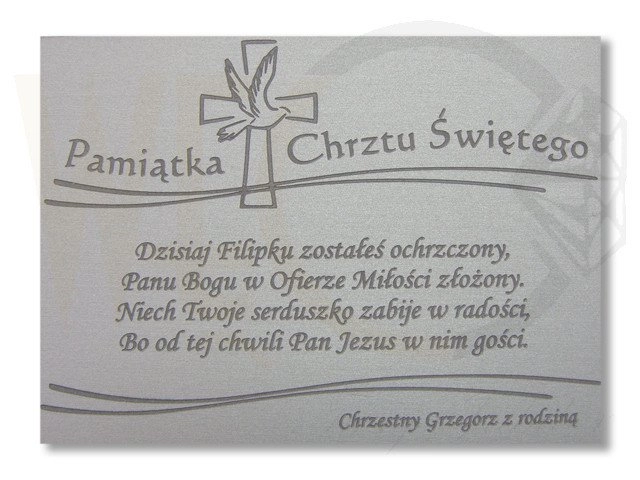 Pamiątka Chrztu Świętego
Dzisiaj Filipku zostałeś ochrzczony,
Panu Bogu w Ofierze Miłości złożony.
Niech Twoje serduszko zabije w radości,
Bo od tej chwili Pan Jezus w nim gości.
Chrzestny Grzegorz z rodziną